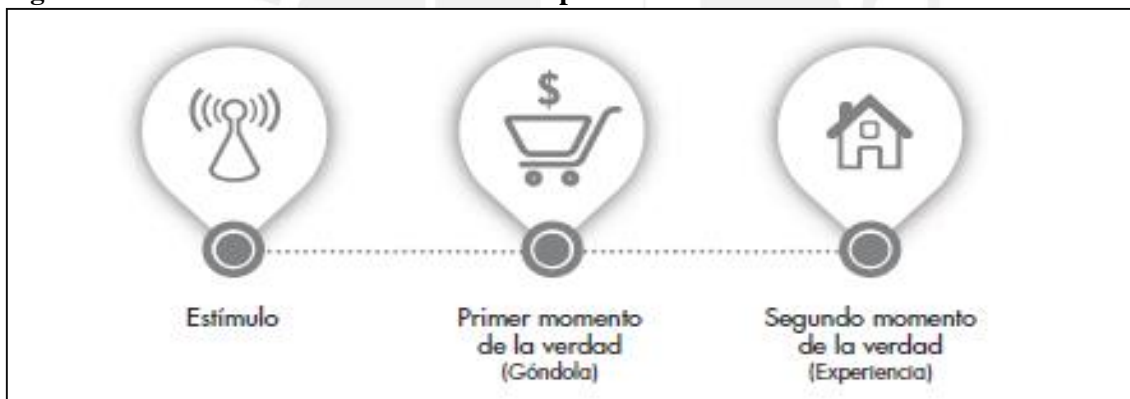 $
Estímulo
Primer momento
de la verdad
(Góndola)
Segundo momento
de la verdad
(Experiencia)